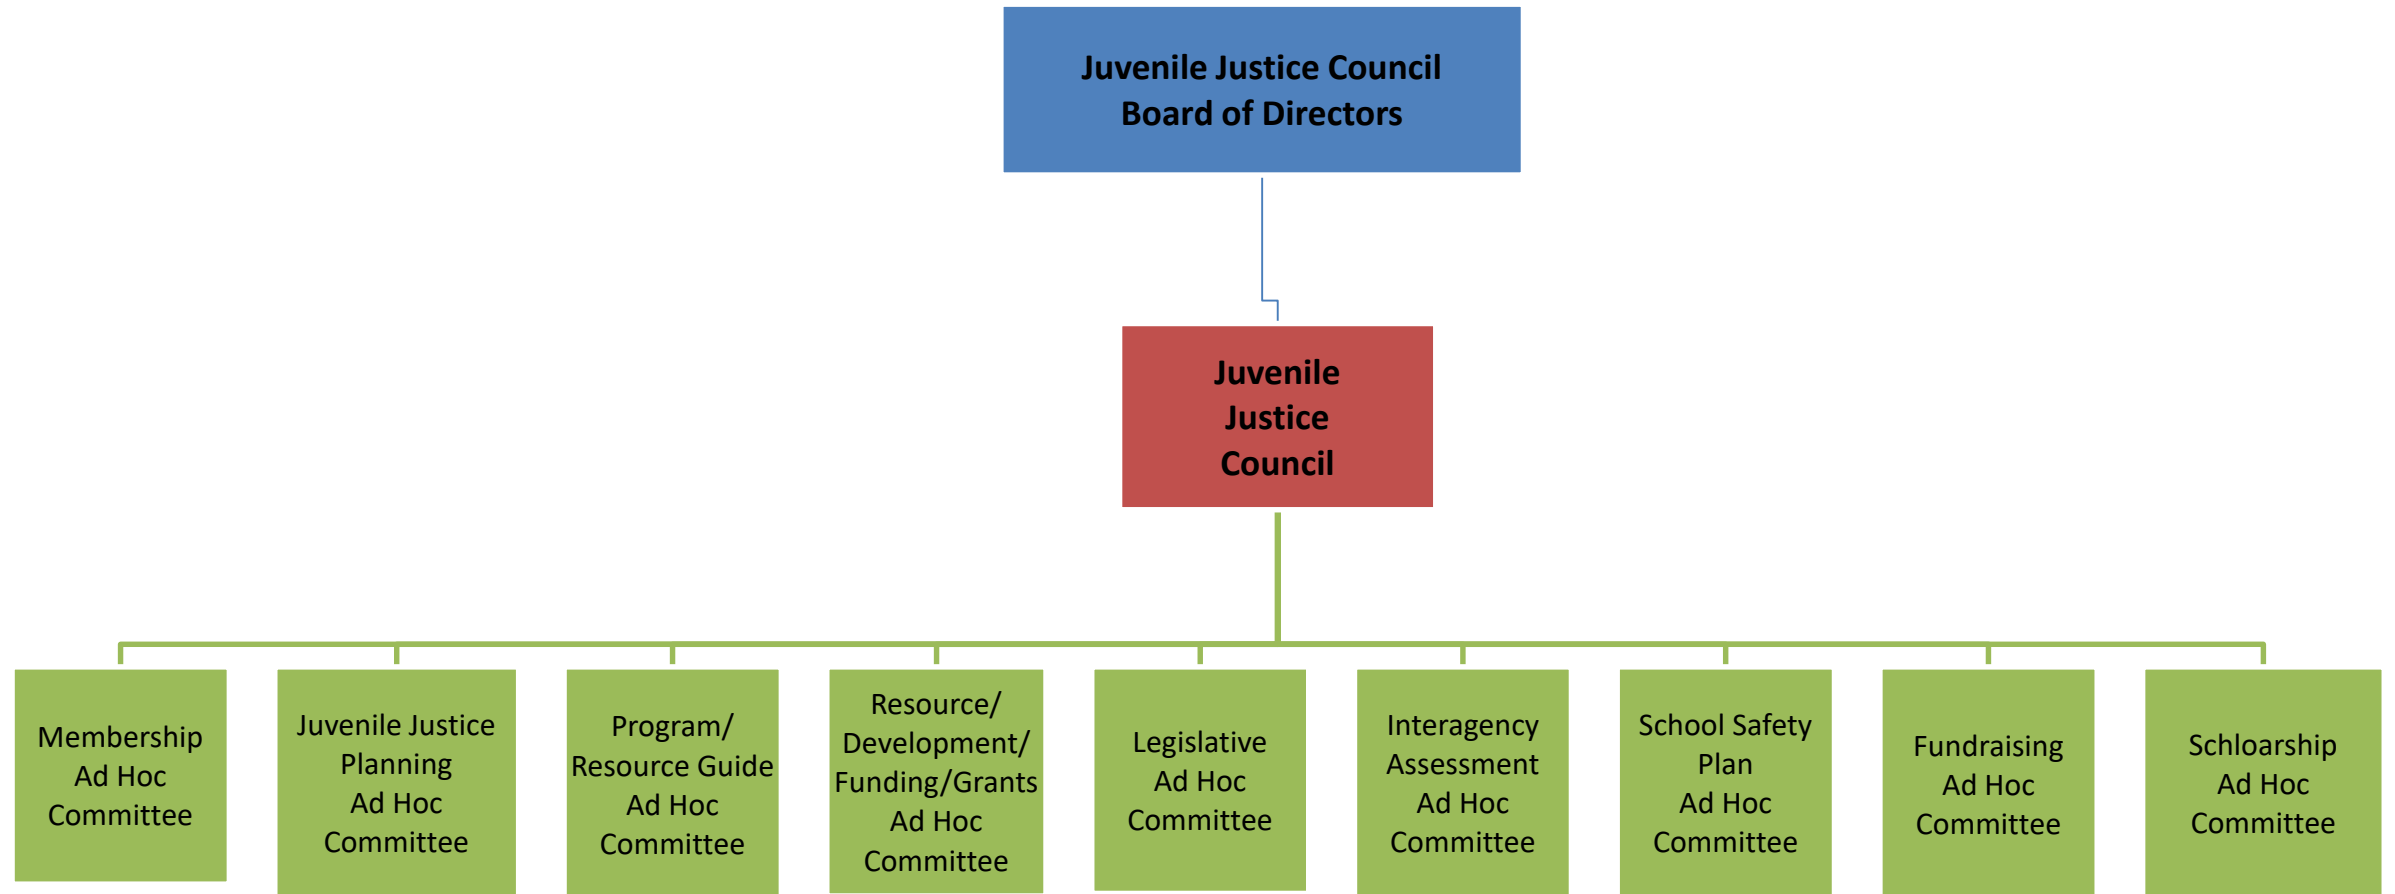 Juvenile Justice Council
Board of Directors
Juvenile
Justice
Council
Membership
Ad Hoc
Committee
Juvenile Justice
Planning
Ad Hoc
Committee
Program/
Resource Guide
Ad Hoc
Committee
Resource/
Development/
Funding/Grants
Ad Hoc
Committee
Legislative
Ad Hoc
Committee
Interagency
Assessment
Ad Hoc
Committee
School Safety
Plan
Ad Hoc
Committee
Fundraising
Ad Hoc
Committee
Schloarship
Ad Hoc
Committee